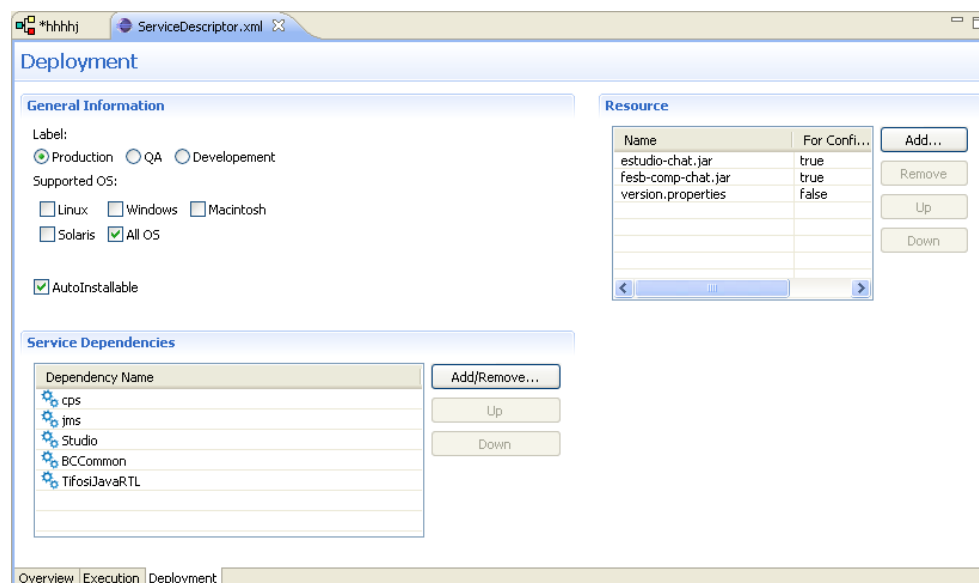 *hhhhj ServiceDescriptor.xml
Deployment
General Information
Label:
Production QA Developement
Supported OS:
Linux Windows Macintosh
Solaris All OS
AutoInstallable
Service Dependencies
Dependency Name
cps
jms
Studio
BCCommon
TifosiJavaRTL
Add/Remove...
Up
Down
Resource
Name For Confi...
estudio-chat.jar true
fesb-comp-chat.jar true
version.properties false
Add...
Remove
Up
Down
Overview Execution Deployment